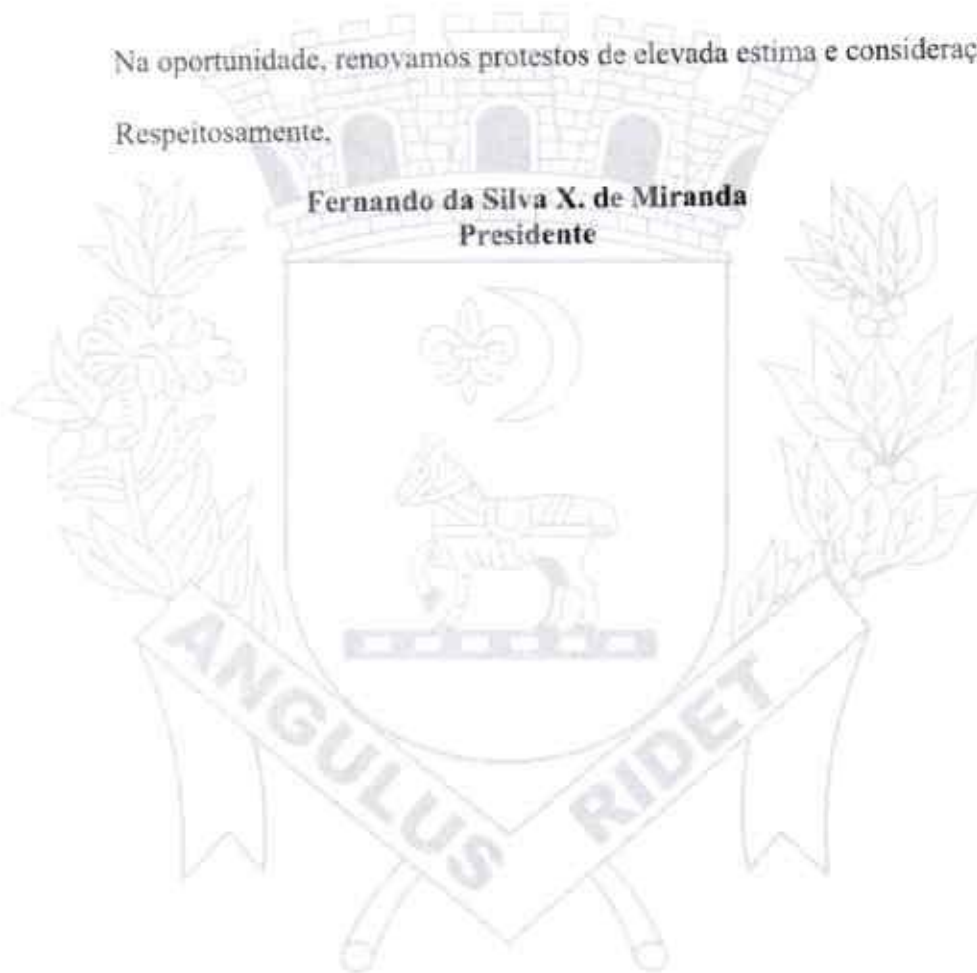 Na oportunidade, renovamos protestos de elevada estima e consideraç
Respeitosamente,
Fernando da Silva X. de Miranda
Presidente
ANGULUS RIDET